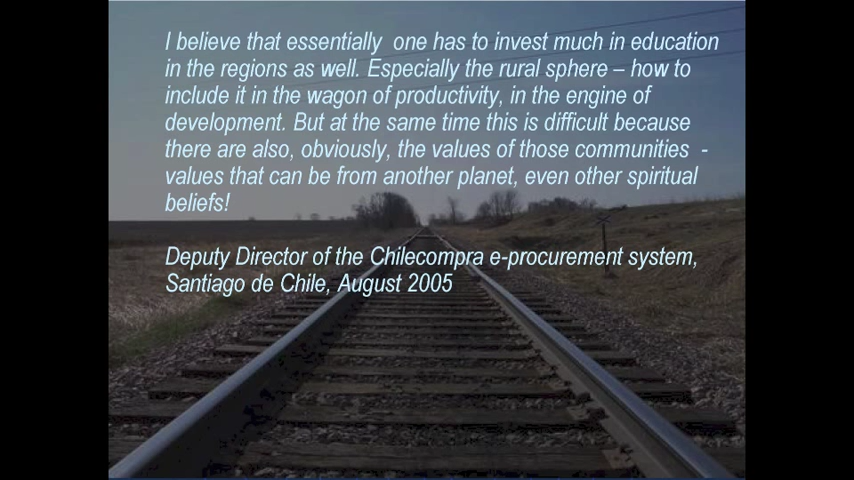 I believe that essentially one has to invest much in education
in the regions as well. Especially the rural sphere – how to
include it in the wagon of productivity, in the engine of
development. But at the same time this is difficult because
there are also, obviously, the values of those communities -
values that can be from another planet, even other spiritual
beliefs!
Deputy Director of the Chilecompra e-procurement system,
Santiago de Chile, August 2005